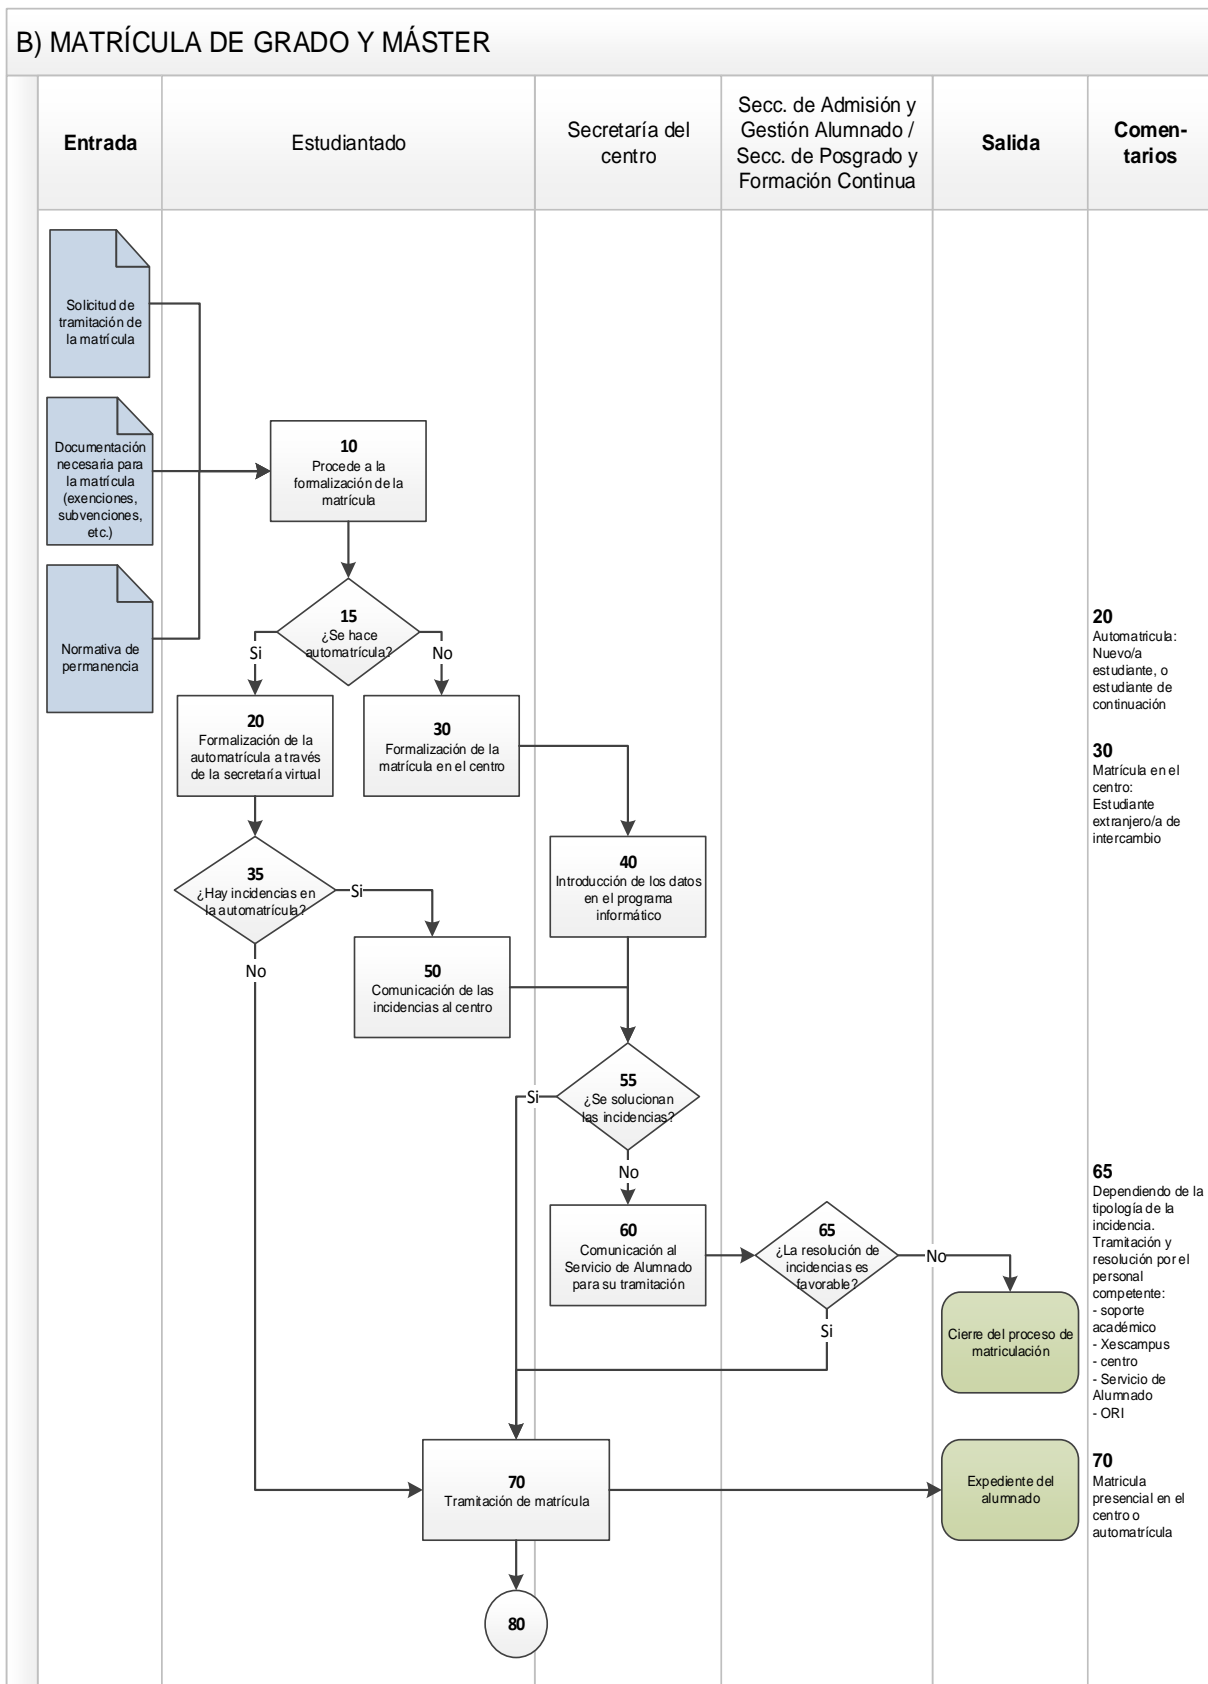 B) MATRÍCULA DE GRADO Y MÁSTER
Entrada
Estudiantado
Secretaría del
centro
Secc. de Admisión y
Gestión Alumnado /
Secc. de Posgrado y
Formación Continua
Salida
Comen-
tarios
Solicitud de
tramitación de
la matrícula
Documentación
necesaria para
la matrícula
(exenciones,
subvenciones,
etc.)
Normativa de
permanencia
10
Procede a la
formalización de la
matrícula
15
¿Se hace
automatrícula?
Si
No
20
Formalización de la
automatrícula a través
de la secretaría virtual
30
Formalización de la
matrícula en el centro
35
¿Hay incidencias en
la automatrícula?
Si
No
40
Introducción de los datos
en el programa
informático
50
Comunicación de las
incidencias al centro
55
¿Se solucionan
las incidencias?
Si
No
60
Comunicación al
Servicio de Alumnado
para su tramitación
65
¿La resolución de
incidencias es
favorable?
No
Si
Cierre del proceso de
matriculación
70
Tramitación de matrícula
Expediente del
alumnado
80
20
Automatricula:
Nuevo/a
estudiante, o
estudiante de
continuación
30
Matrícula en el
centro:
Estudiante
extranjero/a de
intercambio
65
Dependiendo de la
tipología de la
incidencia.
Tramitación y
resolución por el
personal
competente:
- soporte
académico
- Xescampus
- centro
- Servicio de
Alumnado
- ORI
70
Matricula
presencial en el
centro o
automatrícula